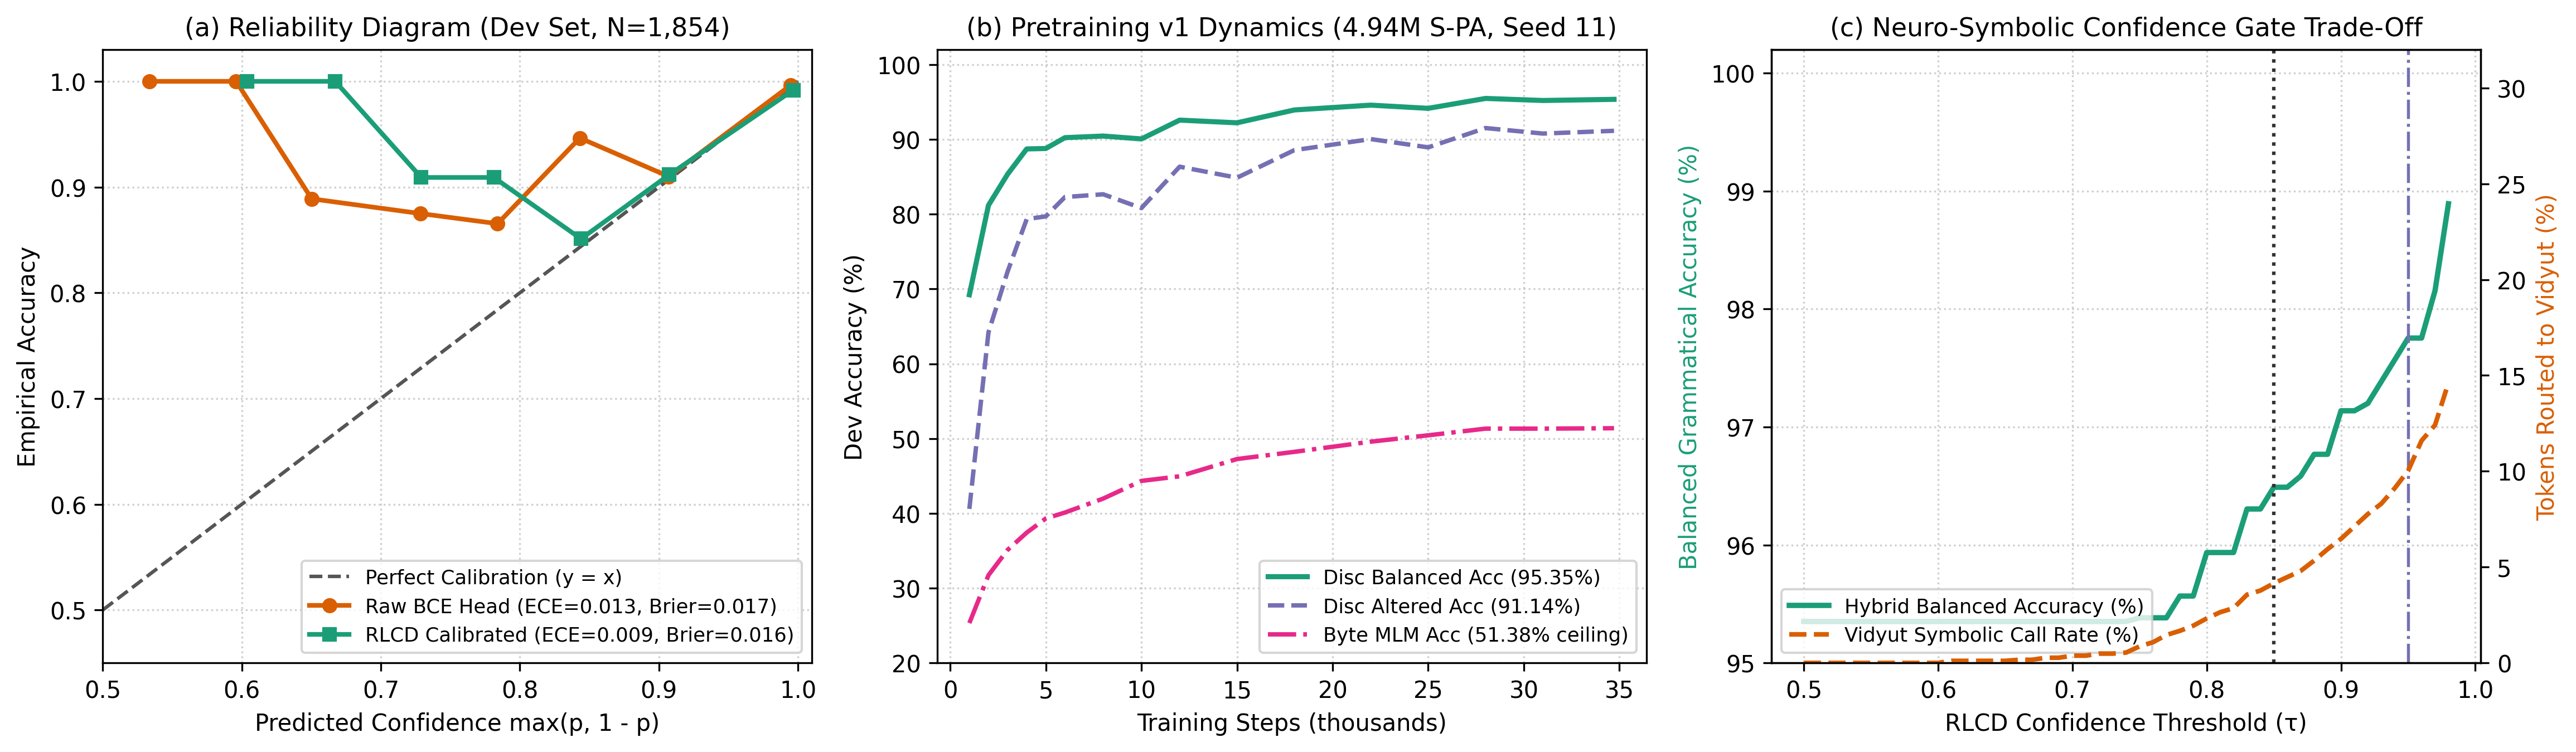 (a) Reliability Diagram (Dev Set, N=1,854)
Empirical Accuracy
1.0
0.9
0.8
0.7
0.6
0.5
0.5 0.6 0.7 0.8 0.9 1.0
Predicted Confidence max(p, 1 - p)
Perfect Calibration (y = x)
Raw BCE Head (ECE=0.013, Brier=0.017)
RLCD Calibrated (ECE=0.009, Brier=0.016)
(b) Pretraining v1 Dynamics (4.94M S-PA, Seed 11)
Dev Accuracy (%)
100
90
80
70
60
50
40
30
20
0 5 10 15 20 25 30 35
Training Steps (thousands)
Disc Balanced Acc (95.35%)
Disc Altered Acc (91.14%)
Byte MLM Acc (51.38% ceiling)
(c) Neuro-Symbolic Confidence Gate Trade-Off
Balanced Grammatical Accuracy (%)
100
99
98
97
96
95
0.5 0.6 0.7 0.8 0.9 1.0
RLCD Confidence Threshold (τ)
Hybrid Balanced Accuracy (%)
Vidyut Symbolic Call Rate (%)
30
25
20
15
10
5
0
Tokens Routed to Vidyut (%)